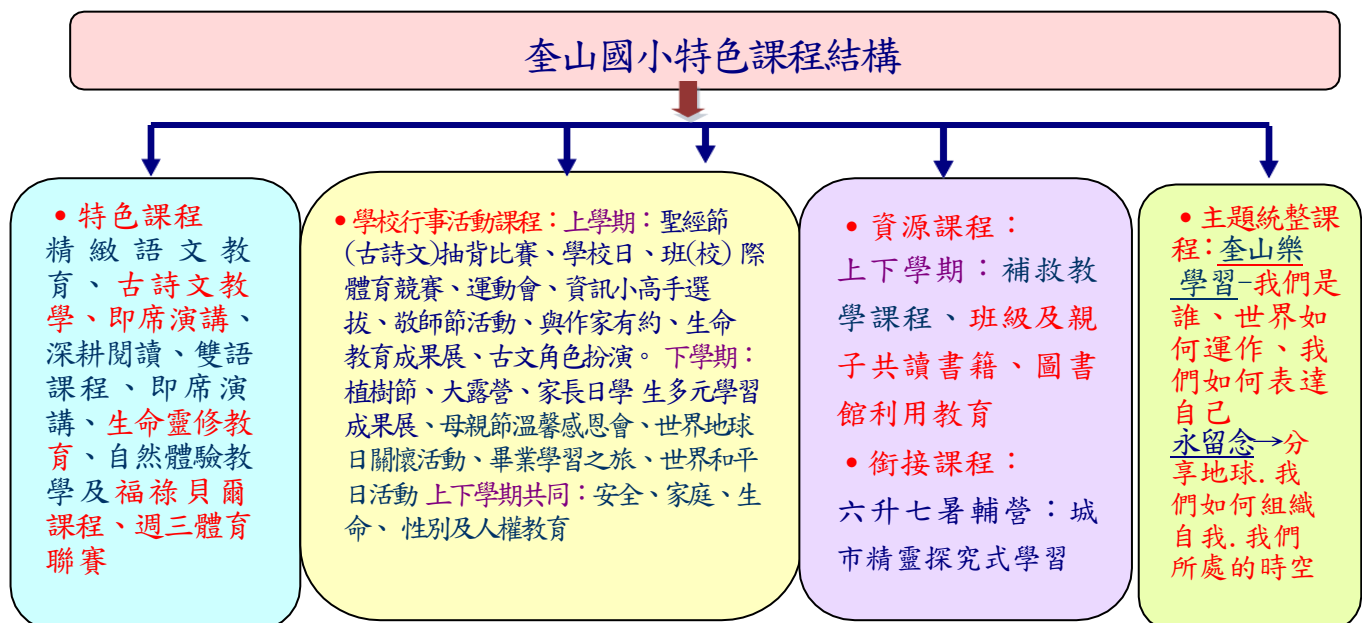 奎山國小特色課程結構
• 特色課程
精緻語文教
育、古詩文教
學、即席演講、
深耕閱讀、雙語
課程、即席演
講、生命靈修教
育、自然體驗教
學及福祿貝爾
課程、週三體育
聯賽
• 學校行事活動課程：上學期：聖經節
(古詩文)抽背比賽、學校日、班(校) 際
體育競賽、運動會、資訊小高手選
拔、敬師節活動、與作家有約、生命
教育成果展、古文角色扮演。 下學期：
植樹節、大露營、家長日學 生多元學習
成果展、母親節溫馨感恩會、世界地球
日關懷活動、畢業學習之旅、世界和平
日活動 上下學期共同：安全、家庭、生
命、 性別及人權教育
• 資源課程：
上下學期：補救教
學課程、班級及親
子共讀書籍、圖書
館利用教育
• 銜接課程：
六升七暑輔營：城
市精靈探究式學習
• 主題統整課
程：奎山樂
學習-我們是
誰、世界如
何運作、我
們如何表達
自己
永留念→分
享地球.我
們如何組織
自我.我們
所處的時空